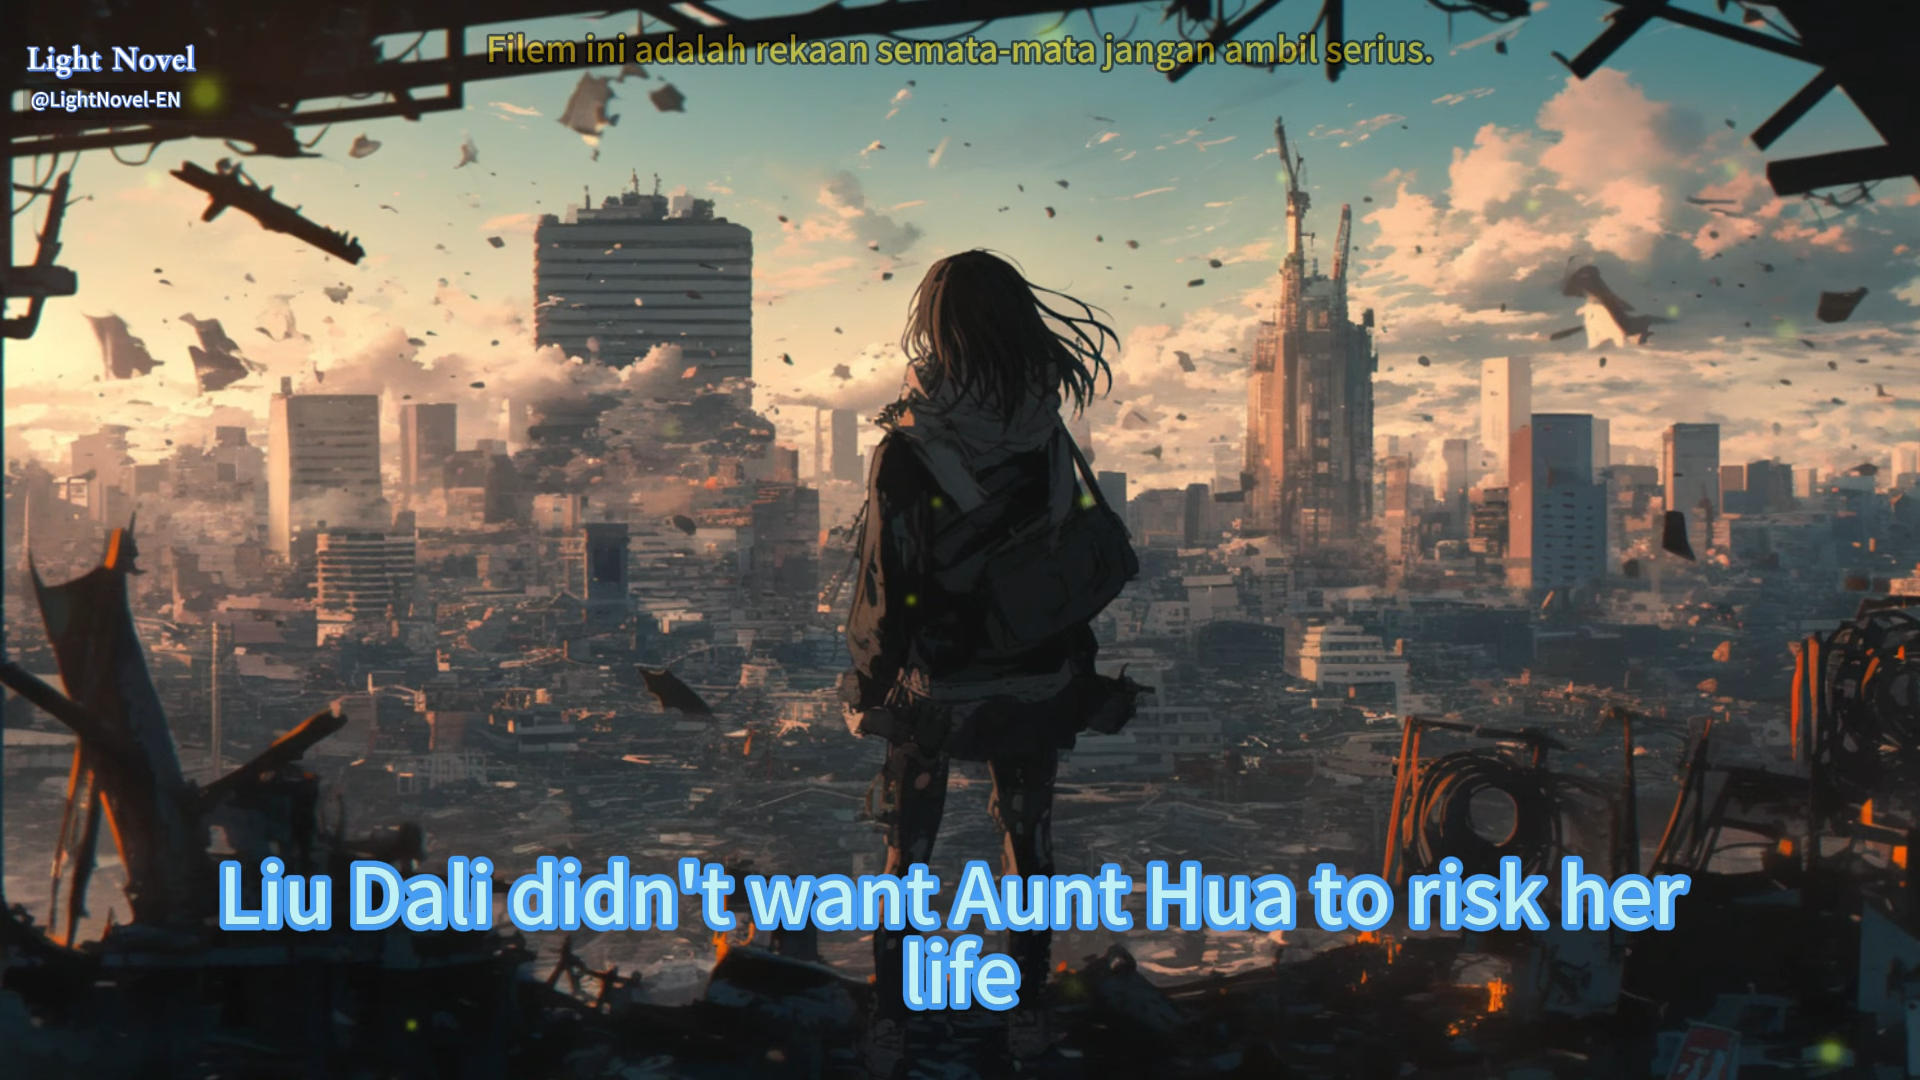 Light Novel
@LightNovel-EN
Filem ini adalah rekaan semata-mata jangan ambil serius.
Liu Dali didn't want Aunt Hua to risk her
life